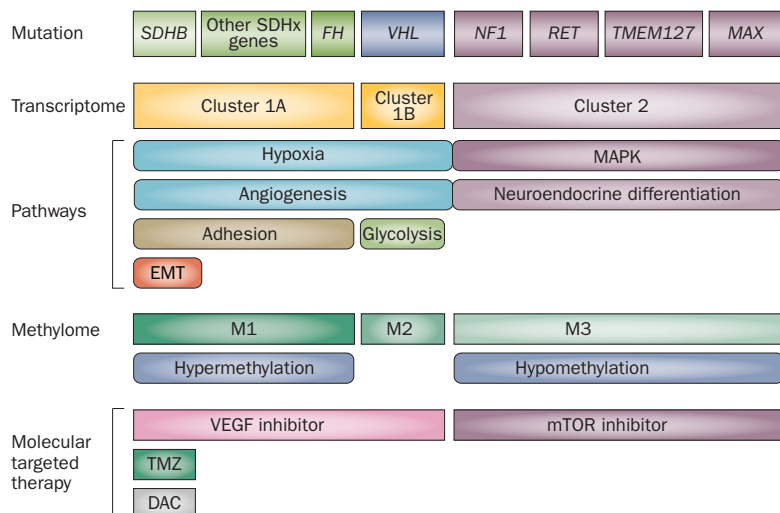 Mutation
SDHB
Other SDHx
genes
FH
VHL
NF1
RET
TMEM127
MAX
Transcriptome
Cluster 1A
Cluster
1B
Cluster 2
Pathways
Hypoxia
MAPK
Angiogenesis
Neuroendocrine differentiation
Adhesion
Glycolysis
EMT
Methylome
M1
M2
M3
Hypermethylation
Hypomethylation
Molecular
targeted
therapy
VEGF inhibitor
mTOR inhibitor
TMZ
DAC